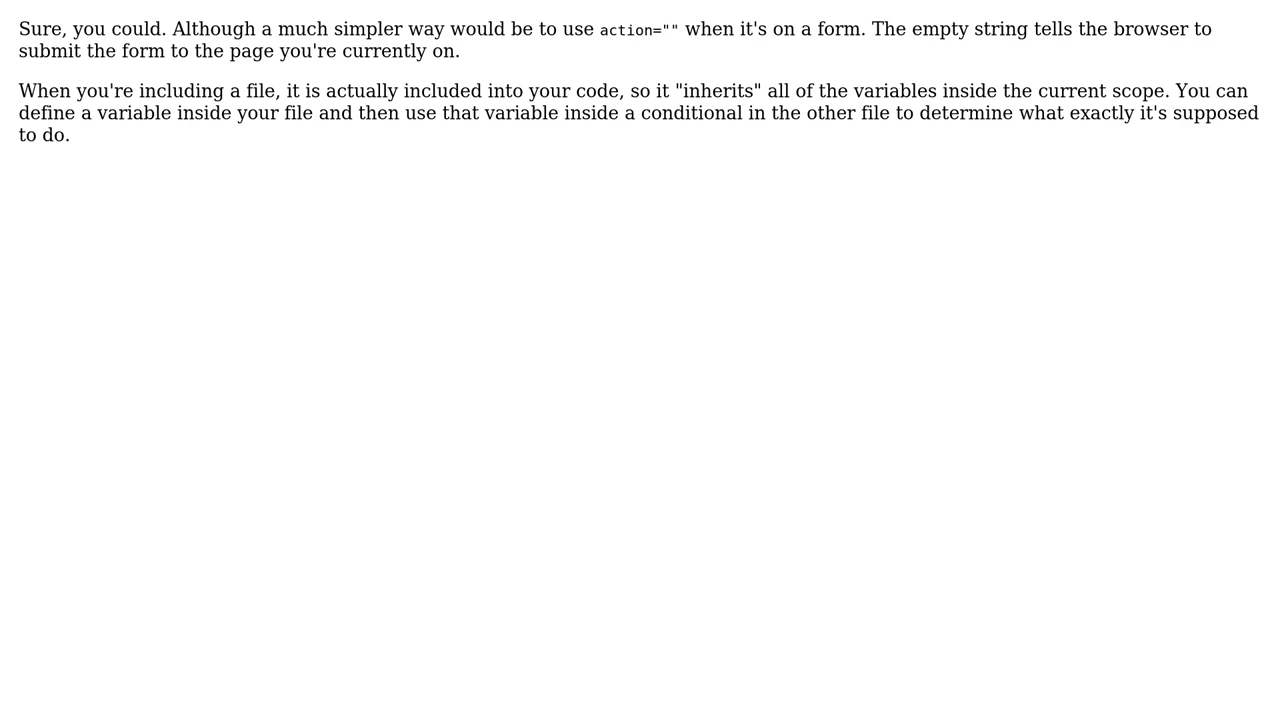 Sure, you could. Although a much simpler way would be to use action="" when it's on a form. The empty string tells the browser to
submit the form to the page you're currently on.
When you're including a file, it is actually included into your code, so it "inherits" all of the variables inside the current scope. You can
define a variable inside your file and then use that variable inside a conditional in the other file to determine what exactly it's supposed
to do.